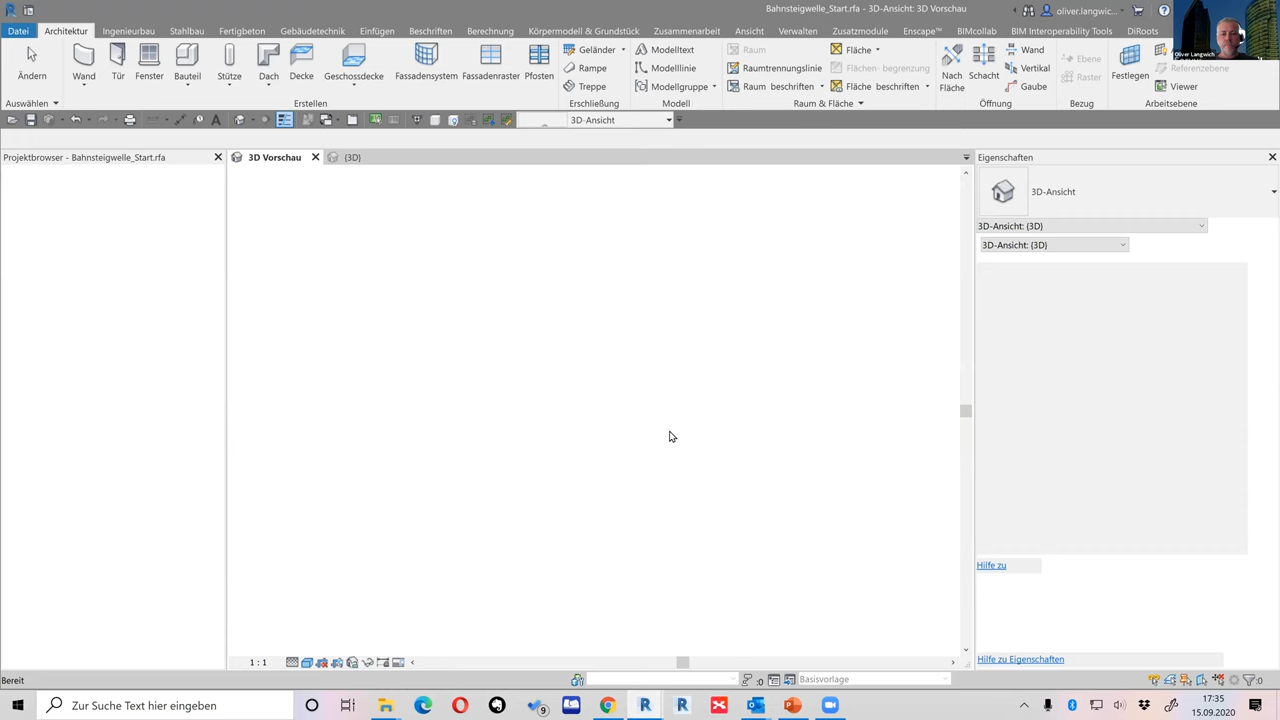 Bahnsteigwelle_Start.rfa - 3D-Ansicht: 3D Vorschau
oliver.langwic...
Oliver Langwich
Datei Architektur Ingenieurbau Stahlbau Fertigbeton Einfügen Gebäudetechnik Beschriften Berechnung Körpermodell & Grundstück Zusammenarbeit Ansicht Verwalten Zusatzmodule Enscape™ BIMcollab BIM Interoperability Tools DiRoots
Ändern
Wand
Tür
Fenster
Bauteil
Stütze
Dach
Decke
Geschossdecke
Fassadensystem
Fassadenraster
Pfosten
Geländer
Rampe
Treppe
Modelltext
Modelllinie
Modellgruppe
Raum
Raumtrennungslinie
Raum beschriften
Fläche
Flächen- begrenzung
Fläche beschriften
Nach Fläche
Schacht
Wand
Vertikal
Gaube
Ebene
Raster
Festlegen
Referenzebene
Viewer
Auswählen Erstellen Erschließung Modell Raum & Fläche Öffnung Bezug Arbeitsebene
3D-Ansicht
Projektbrowser - Bahnsteigwelle_Start.rfa
3D Vorschau
{3D}
Eigenschaften
3D-Ansicht
3D-Ansicht: {3D}
3D-Ansicht: {3D}
Hilfe zu
Hilfe zu Eigenschaften
1 : 1
Bereit
:0
Basisvorlage
:0
Zur Suche Text hier eingeben
9
17:35
15.09.2020